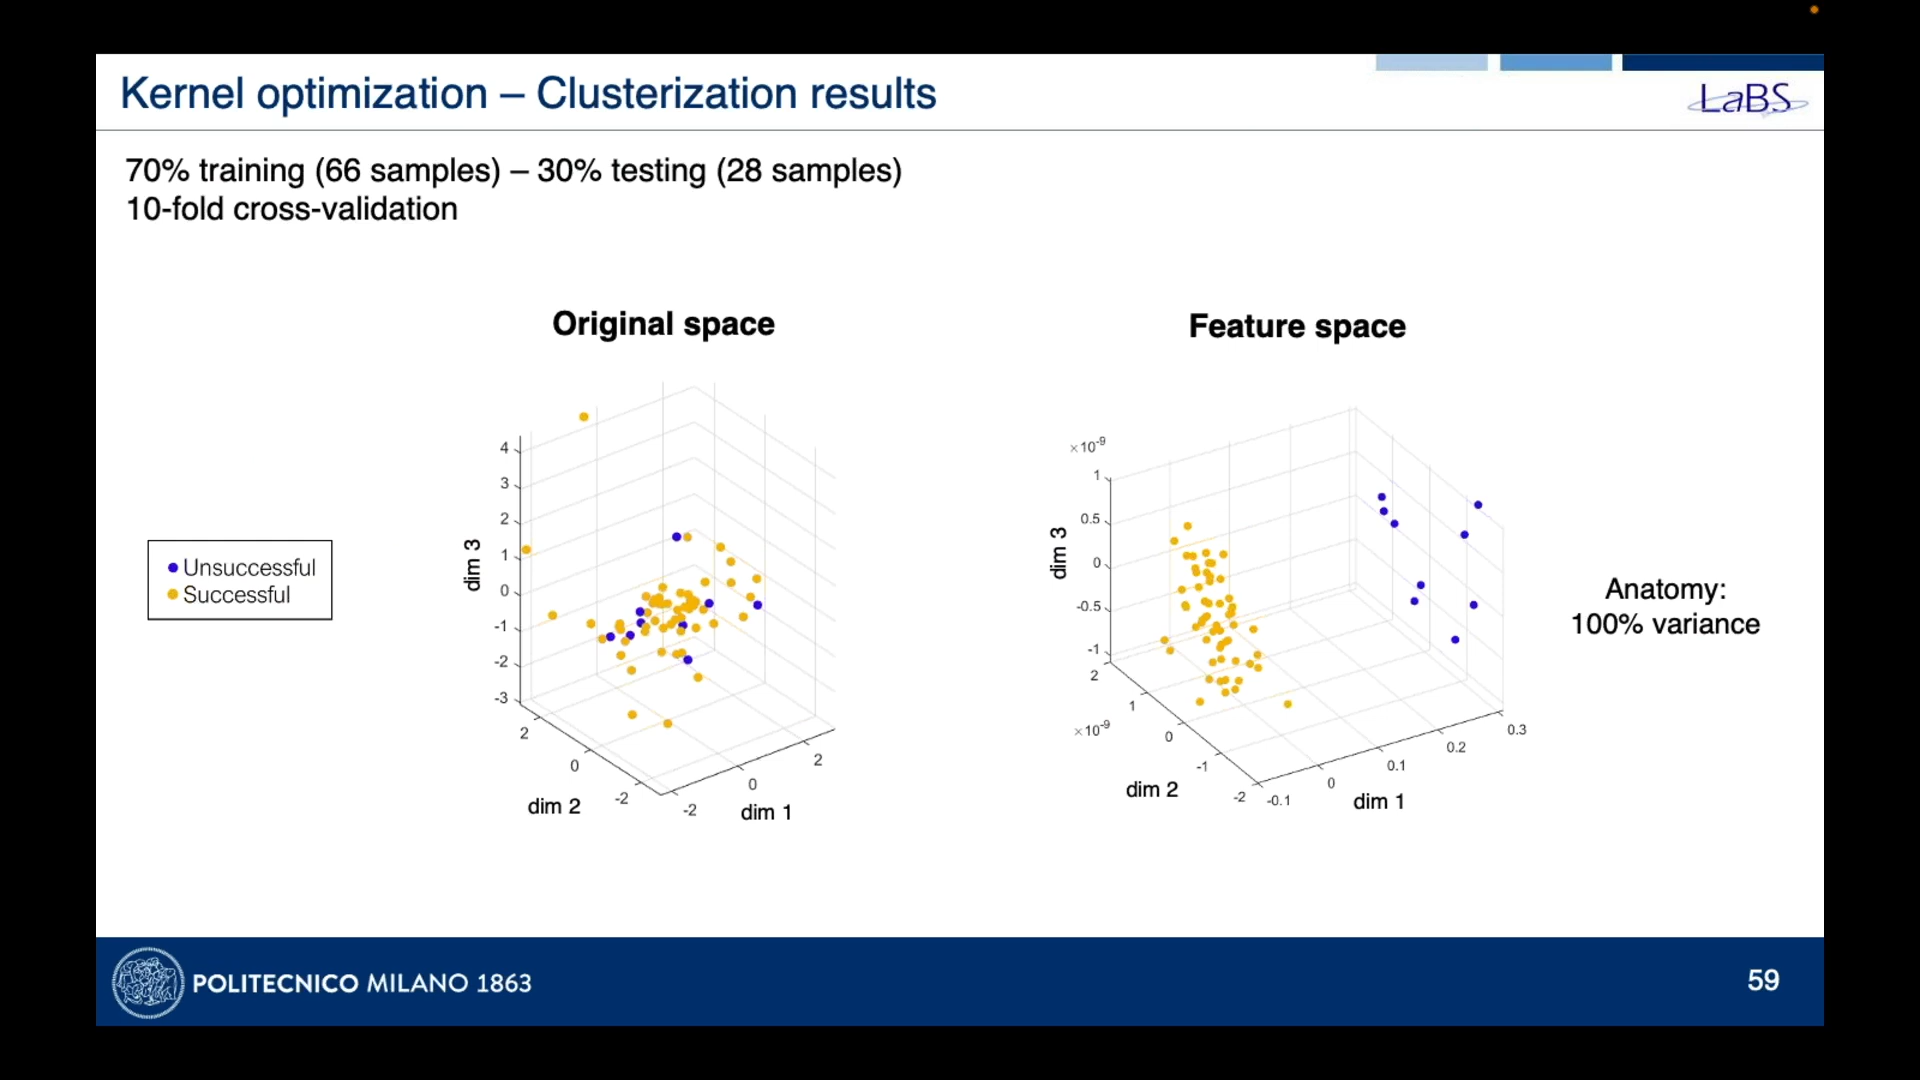 Kernel optimization – Clusterization results
LaBS
70% training (66 samples) – 30% testing (28 samples)
10-fold cross-validation
Original space
Feature space
Unsuccessful
Successful
4
3
2
1
0
-1
-2
-3
dim 3
2
0
-2
dim 2
-2
0
2
dim 1
×10-9
1
0.5
0
-0.5
-1
dim 3
2
1
0
-1
-2
×10-9
dim 2
-0.1
0
0.1
0.2
0.3
dim 1
Anatomy:
100% variance
POLITECNICO MILANO 1863
59